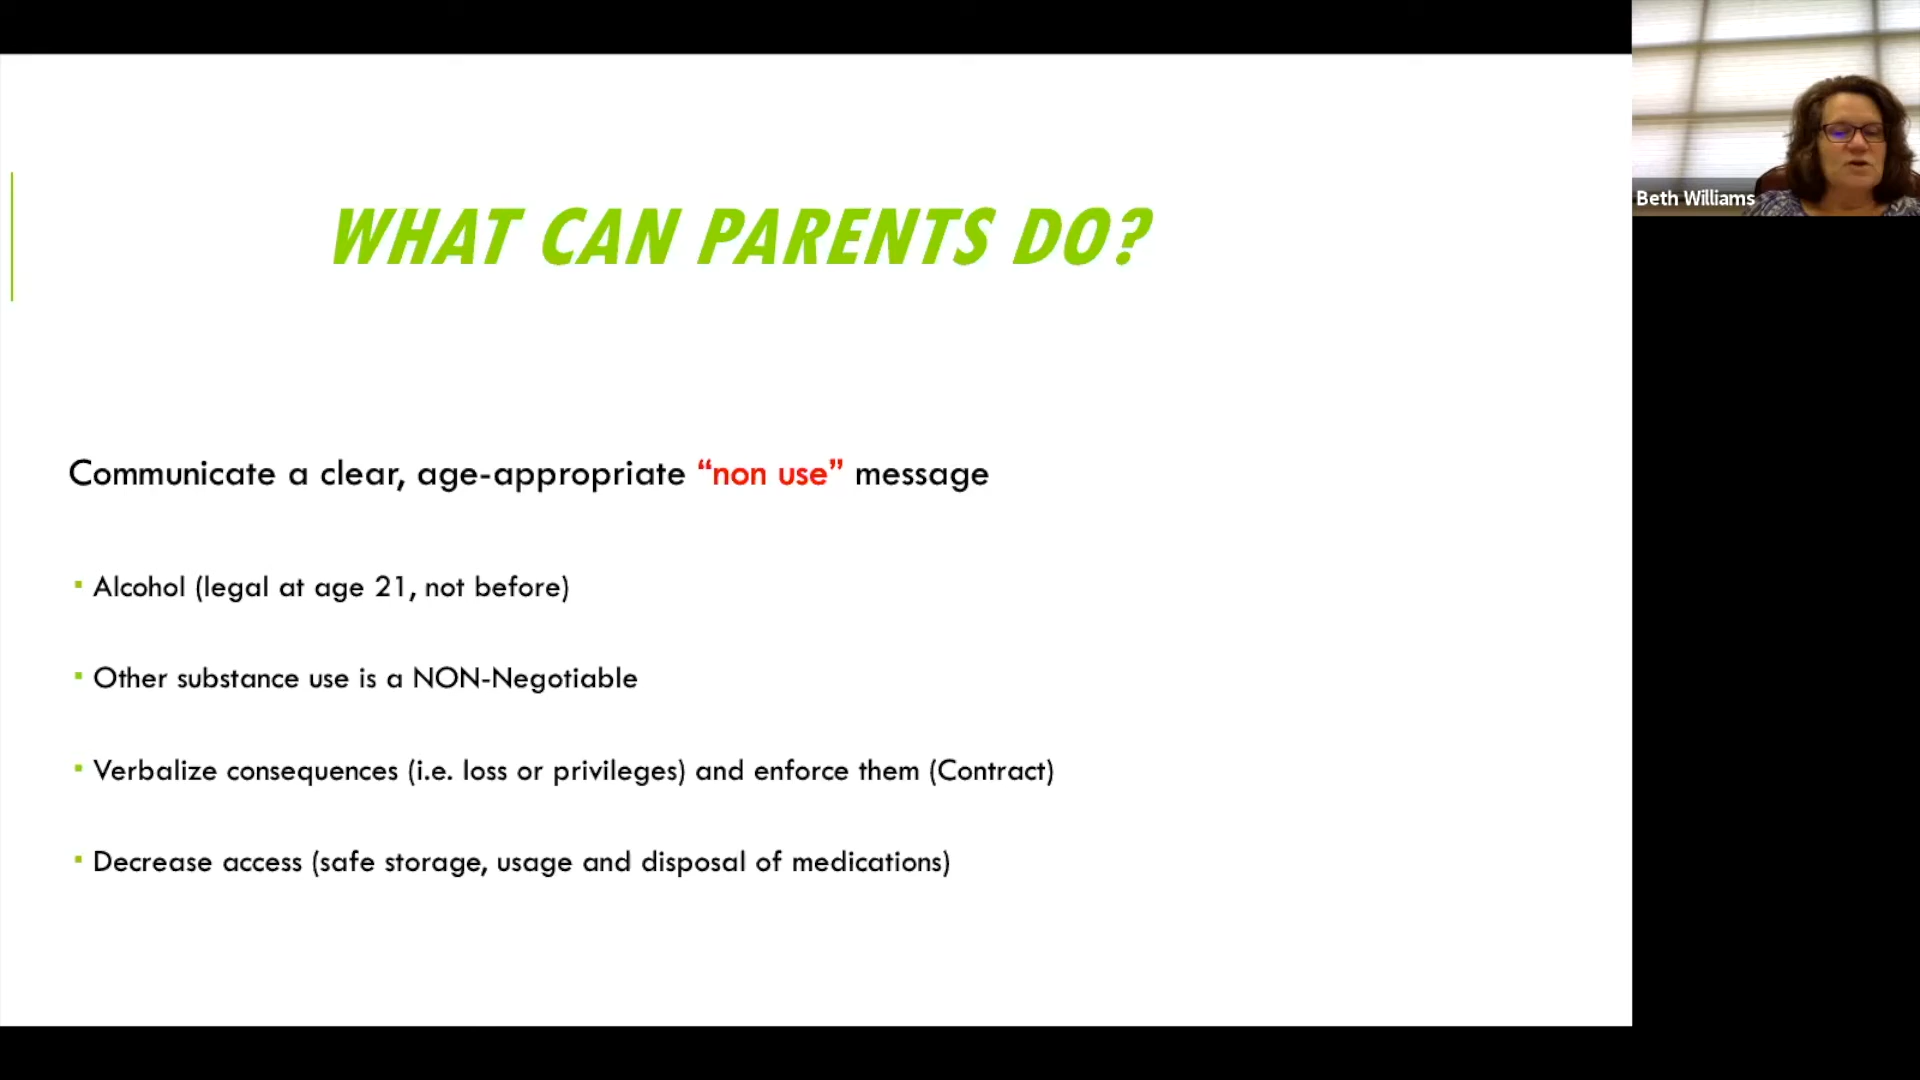 WHAT CAN PARENTS DO?
Communicate a clear, age-appropriate “non use” message
▪ Alcohol (legal at age 21, not before)
▪ Other substance use is a NON-Negotiable
▪ Verbalize consequences (i.e. loss or privileges) and enforce them (Contract)
▪ Decrease access (safe storage, usage and disposal of medications)
Beth Williams